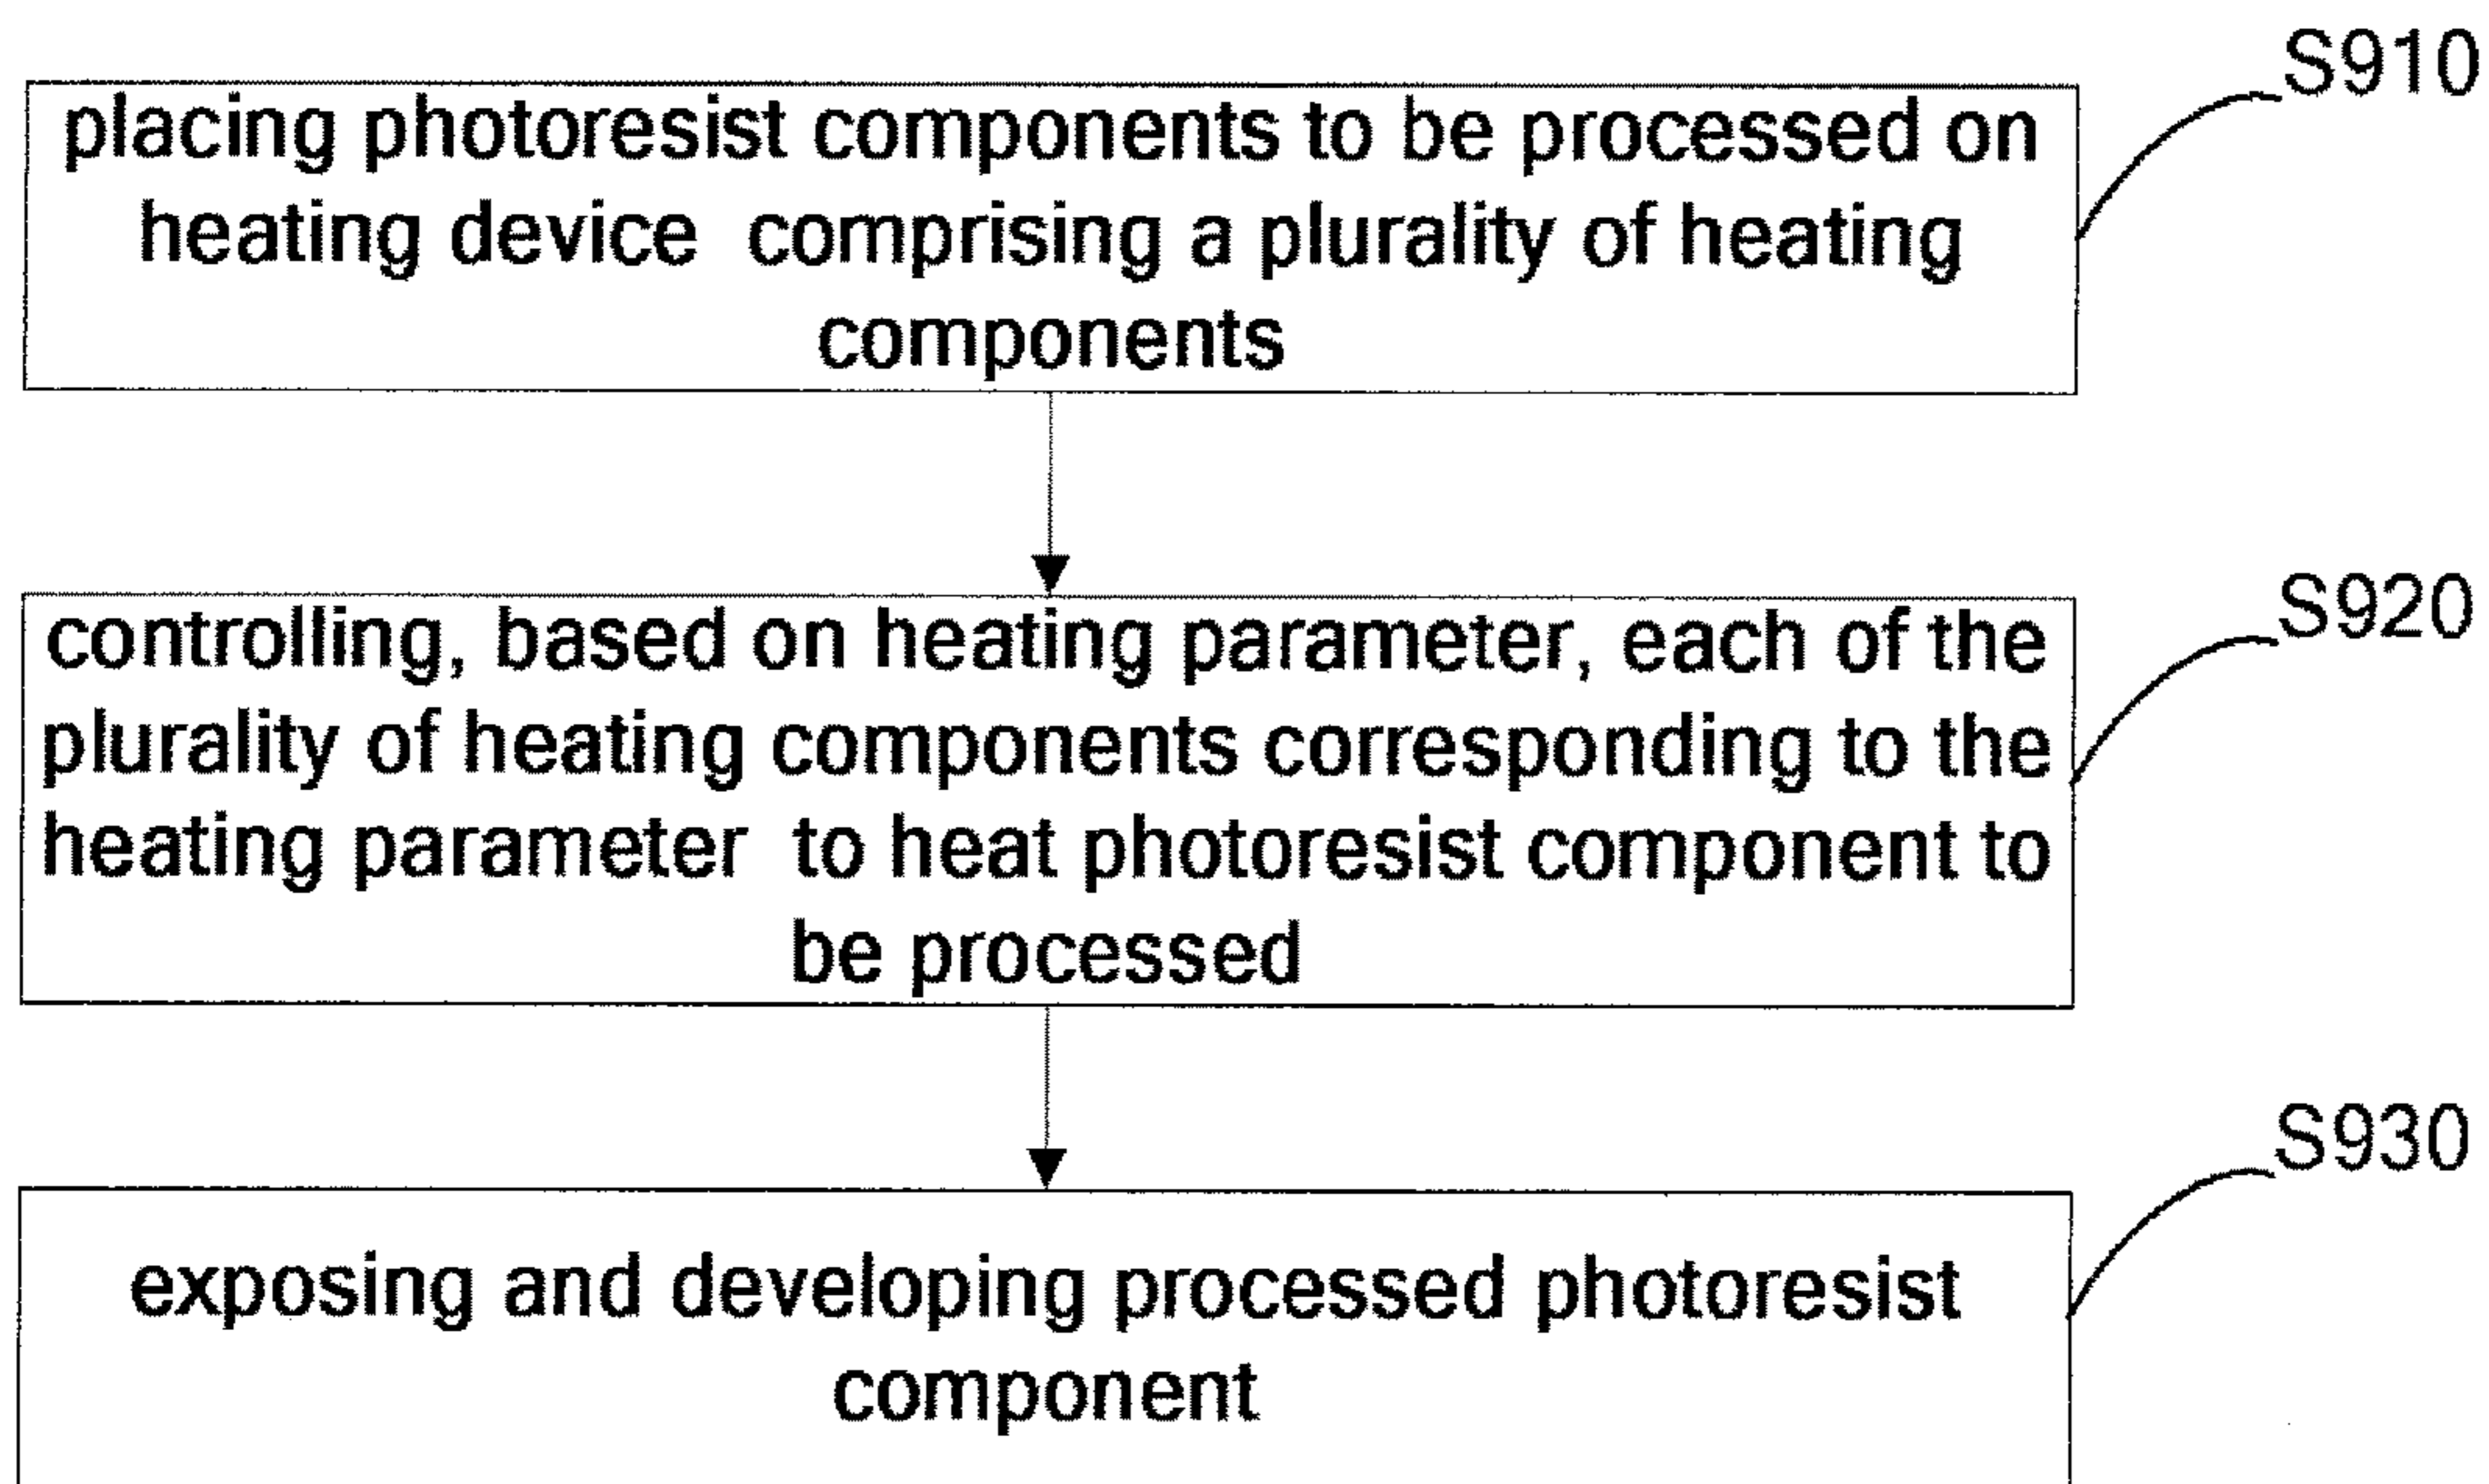 S910
placing photoresist components to be processed on
heating device comprising a plurality of heating
components
S920
controlling, based on heating parameter, each of the
plurality of heating components corresponding to the
heating parameter to heat photoresist component to
be processed
S930
exposing and developing processed photoresist
component